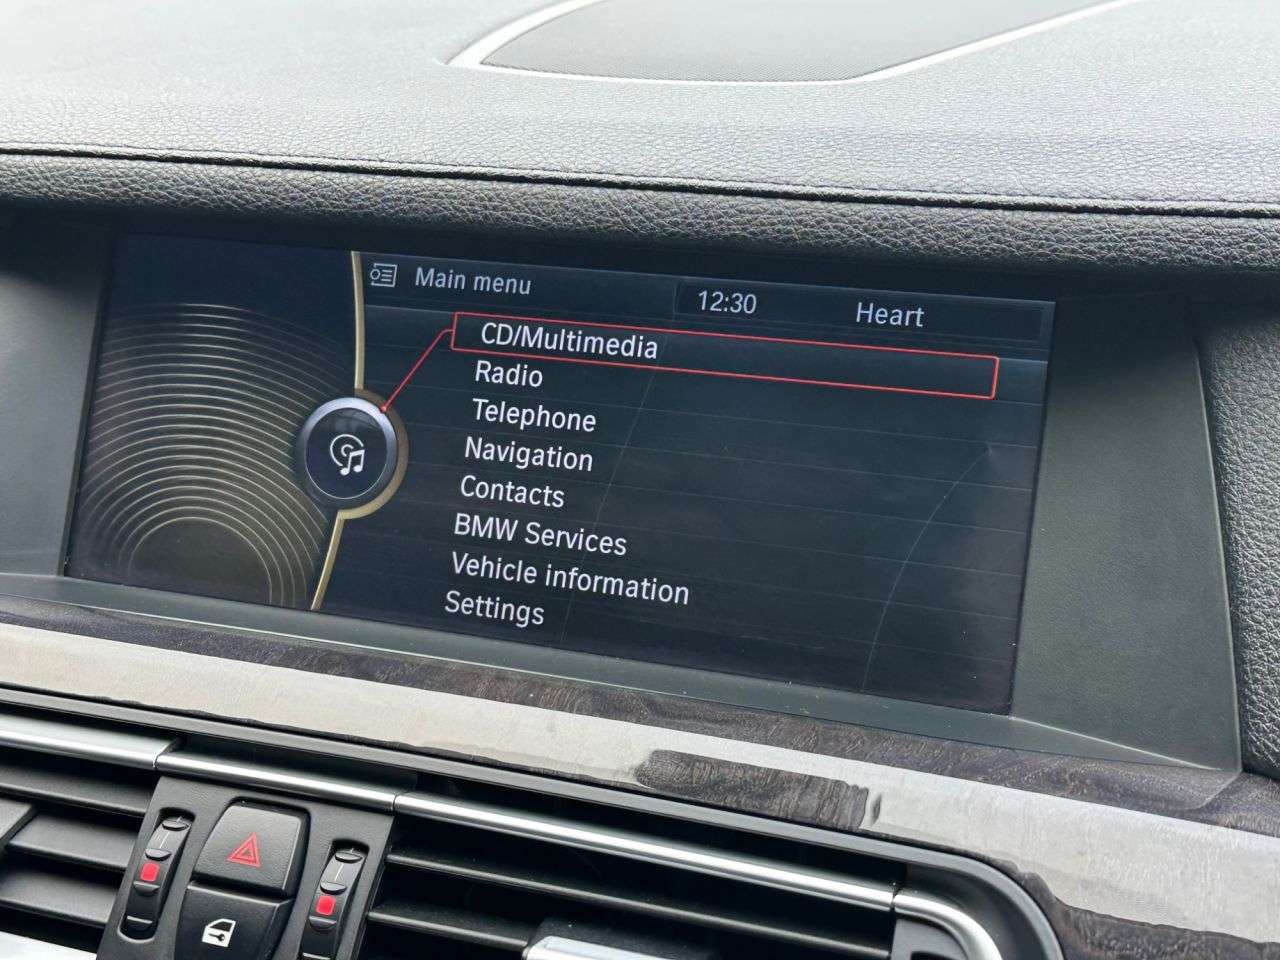 Main menu 12:30 Heart
CD/Multimedia
Radio
Telephone
Navigation
Contacts
BMW Services
Vehicle information
Settings